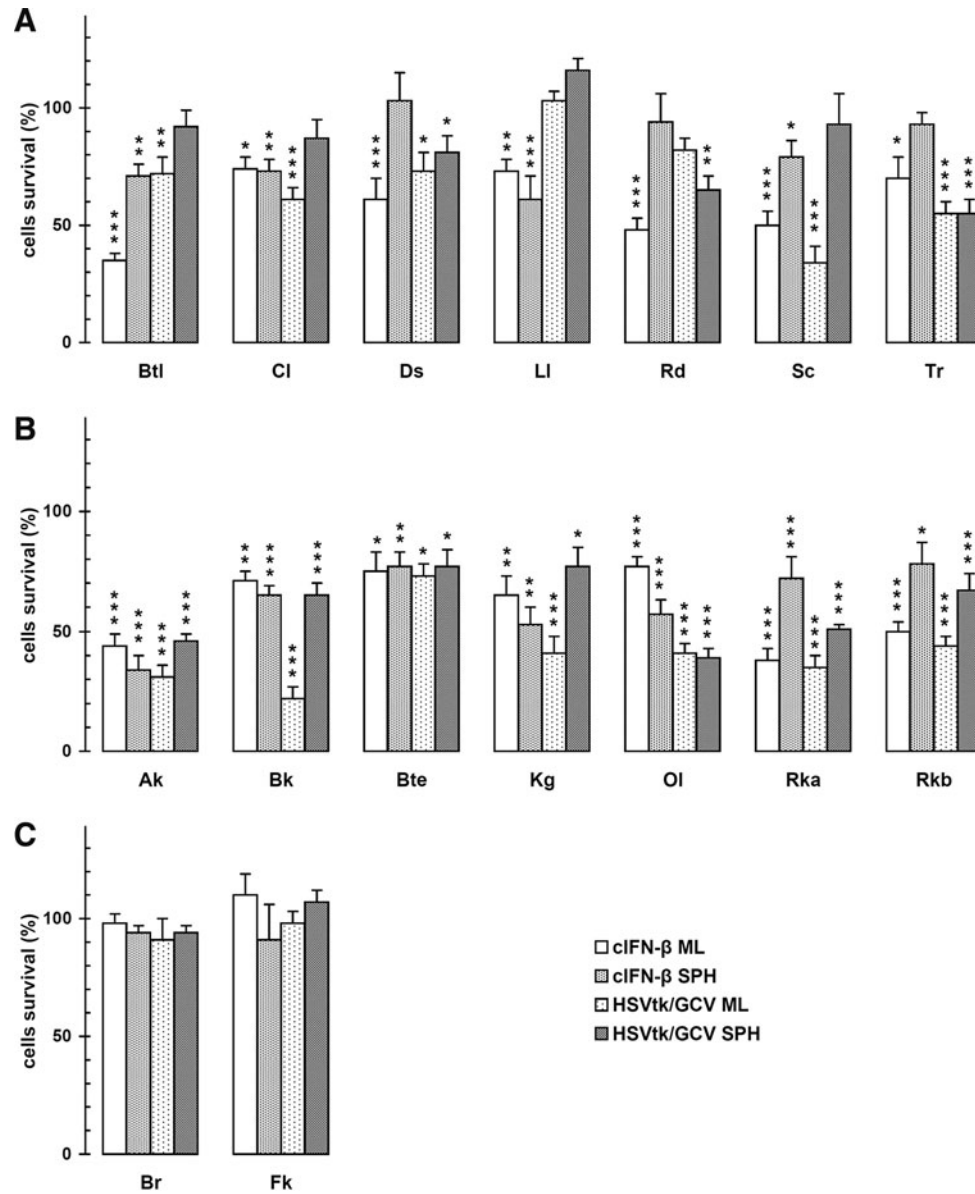 A
cells survival (%)
100
50
0
*** ** **
* ** ***
*** * *
** ***
*** **
*** * ***
* *** ***
Btl Cl Ds Ll Rd Sc Tr
B
cells survival (%)
100
50
0
*** *** *** ***
** *** *** ***
* ** * *
** ** *** *
*** *** *** ***
*** *** *** ***
*** * *** ***
Ak Bk Bte Kg Ol Rka Rkb
C
cells survival (%)
100
50
0
Br Fk
cIFN-β ML
cIFN-β SPH
HSVtk/GCV ML
HSVtk/GCV SPH